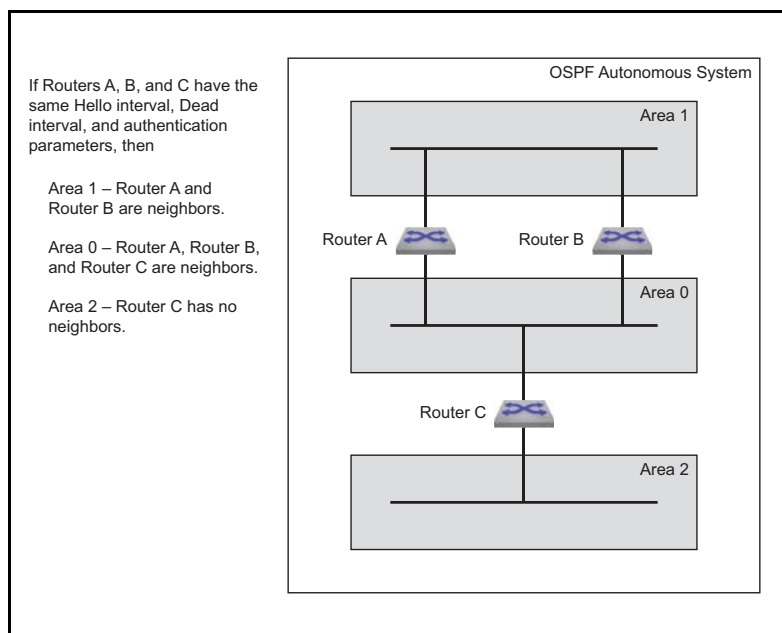 If Routers A, B, and C have the
same Hello interval, Dead
interval, and authentication
parameters, then
Area 1 – Router A and
Router B are neighbors.
Area 0 – Router A, Router B,
and Router C are neighbors.
Area 2 – Router C has no
neighbors.
OSPF Autonomous System
Area 1
Router A
Router B
Area 0
Router C
Area 2